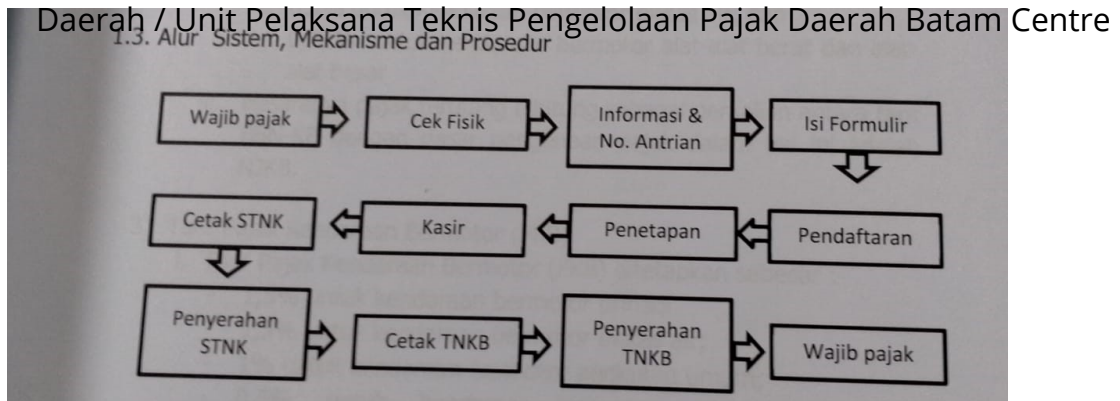 Daerah / Unit Pelaksana Teknis Pengelolaan Pajak Daerah Batam Centre
1.3. Alur Sistem, Mekanisme dan Prosedur
Wajib pajak
Cek Fisik
Informasi &
No. Antrian
Isi Formulir
Pendaftaran
Penetapan
Kasir
Cetak STNK
Penyerahan
STNK
Cetak TNKB
Penyerahan
TNKB
Wajib pajak